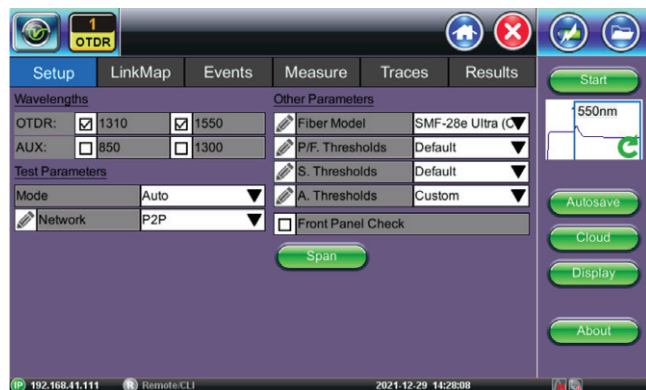 1
OTDR
Setup LinkMap Events Measure Traces Results
Wavelengths
OTDR: 1310 1550
AUX: 850 1300
Test Parameters
Mode Auto
Network P2P
Other Parameters
Fiber Model SMF-28e Ultra (C
P/F. Thresholds Default
S. Thresholds Default
A. Thresholds Custom
Front Panel Check
Span
Start
1550nm
Autosave
Cloud
Display
About
IP 192.168.41.111 R Remote/CLI 2021-12-29 14:28:08